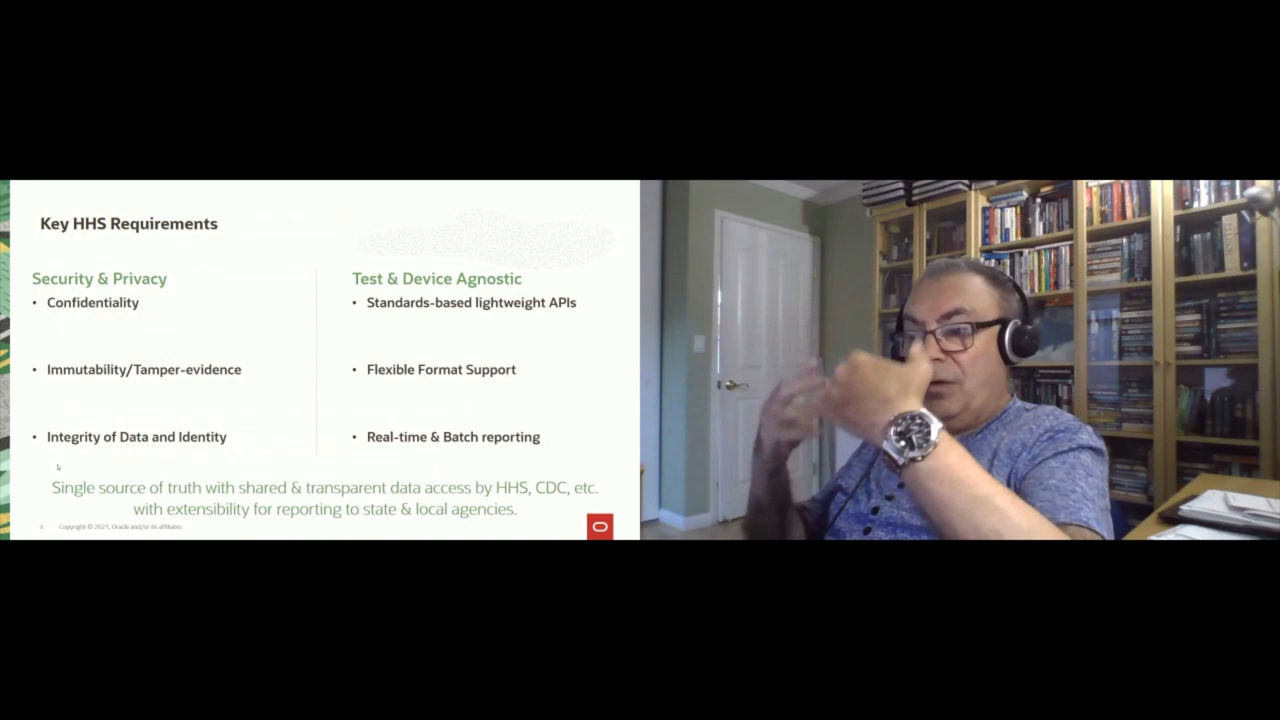 Key HHS Requirements
Security & Privacy
• Confidentiality
• Immutability/Tamper-evidence
• Integrity of Data and Identity
Test & Device Agnostic
• Standards-based lightweight APIs
• Flexible Format Support
• Real-time & Batch reporting
Single source of truth with shared & transparent data access by HHS, CDC, etc.
with extensibility for reporting to state & local agencies.
6 Copyright © 2021, Oracle and/or its affiliates